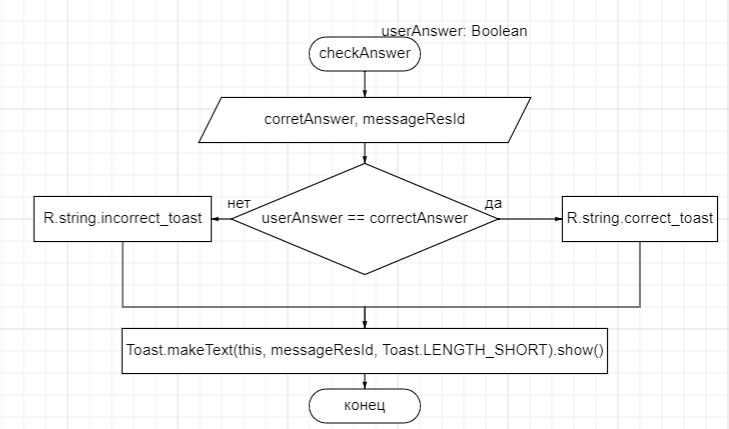 userAnswer: Boolean
checkAnswer
corretAnswer, messageResId
нет
да
R.string.incorrect_toast
userAnswer == correctAnswer
R.string.correct_toast
Toast.makeText(this, messageResId, Toast.LENGTH_SHORT).show()
конец